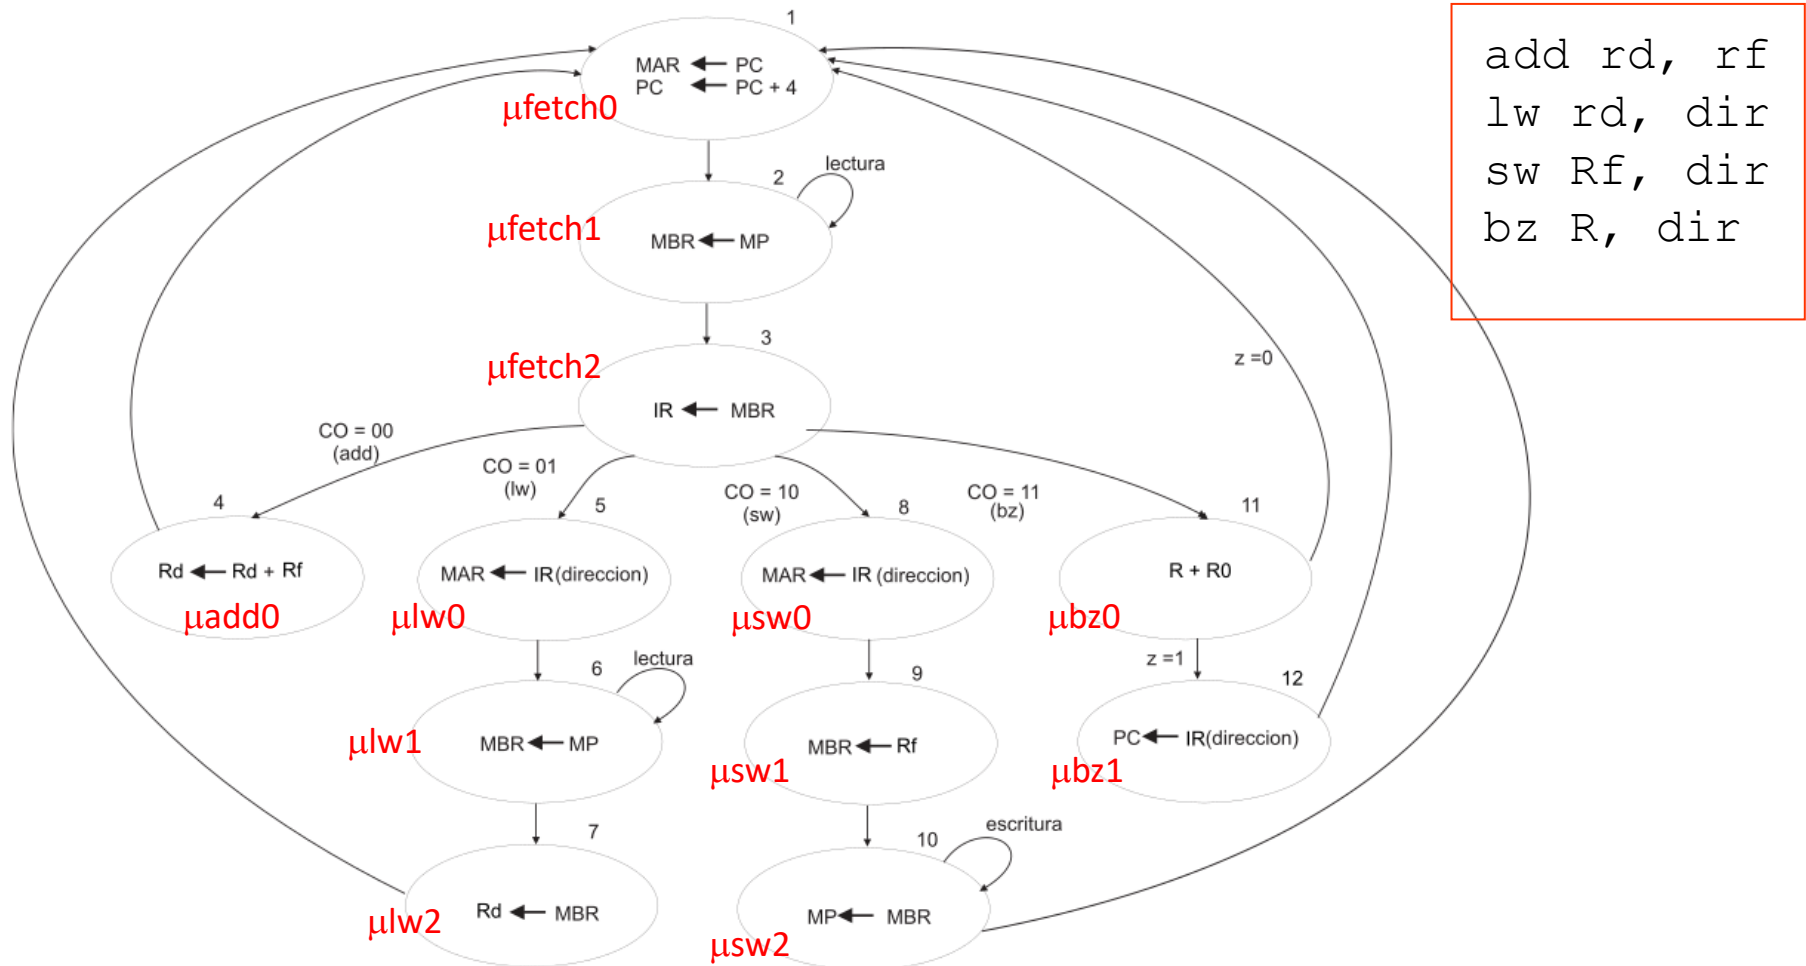 1
MAR ← PC
PC ← PC + 4
μfetch0
add rd, rf
lw rd, dir
sw Rf, dir
bz R, dir
2
lectura
MBR ← MP
μfetch1
3
IR ← MBR
μfetch2
z =0
CO = 00
(add)
CO = 01
(lw)
CO = 10
(sw)
CO = 11
(bz)
4
Rd ← Rd + Rf
μadd0
5
MAR ← IR(direccion)
μlw0
8
MAR ← IR (direccion)
μsw0
11
R + R0
μbz0
6
lectura
MBR ← MP
μlw1
9
MBR ← Rf
μsw1
z =1
12
PC ← IR(direccion)
μbz1
7
Rd ← MBR
μlw2
10
escritura
MP ← MBR
μsw2